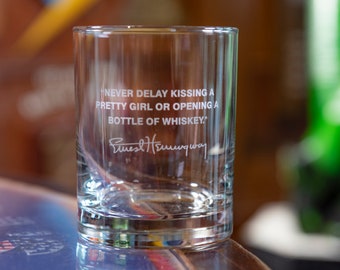 "NEVER DELAY KISSING A
PRETTY GIRL OR OPENING A
BOTTLE OF WHISKEY."
Ernest Hemingway